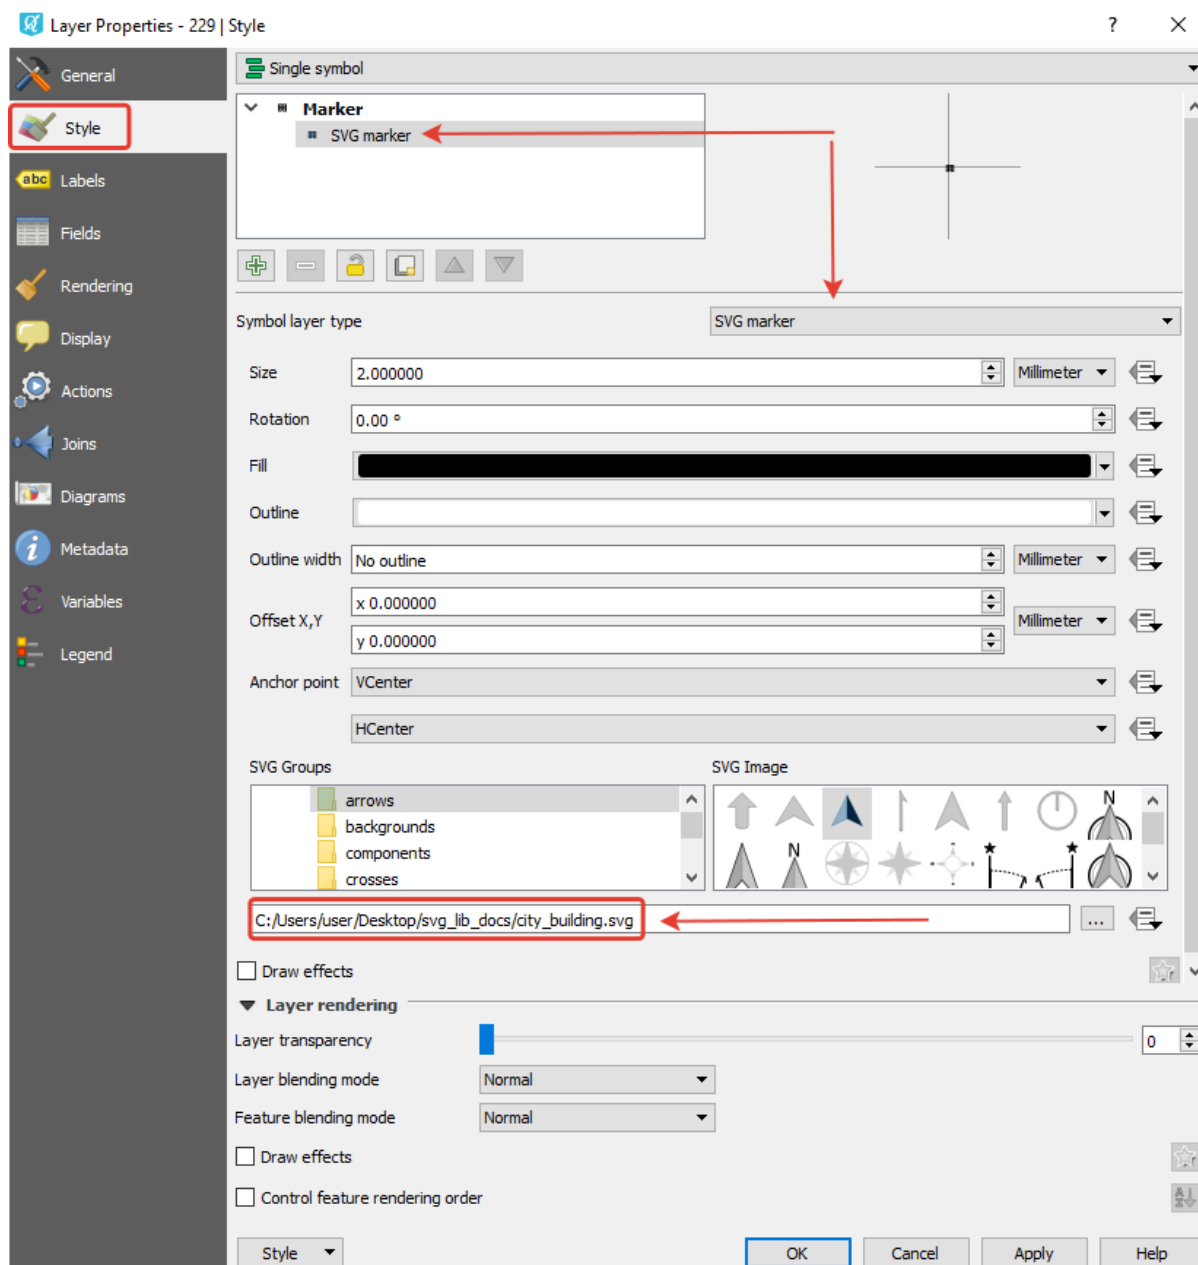 Layer Properties - 229 | Style
?
General
Style
abc Labels
Fields
Rendering
Display
Actions
Joins
Diagrams
Metadata
Variables
Legend
Single symbol
Marker
SVG marker
Symbol layer type SVG marker
Size 2.000000 Millimeter
Rotation 0.00 °
Fill
Outline
Outline width No outline Millimeter
Offset X,Y x 0.000000 Millimeter
y 0.000000
Anchor point VCenter
HCenter
SVG Groups SVG Image
arrows
backgrounds
components
crosses
N
N
C:/Users/user/Desktop/svg_lib_docs/city_building.svg ...
Draw effects
Layer rendering
Layer transparency 0
Layer blending mode Normal
Feature blending mode Normal
Draw effects
Control feature rendering order A Z
Style OK Cancel Apply Help